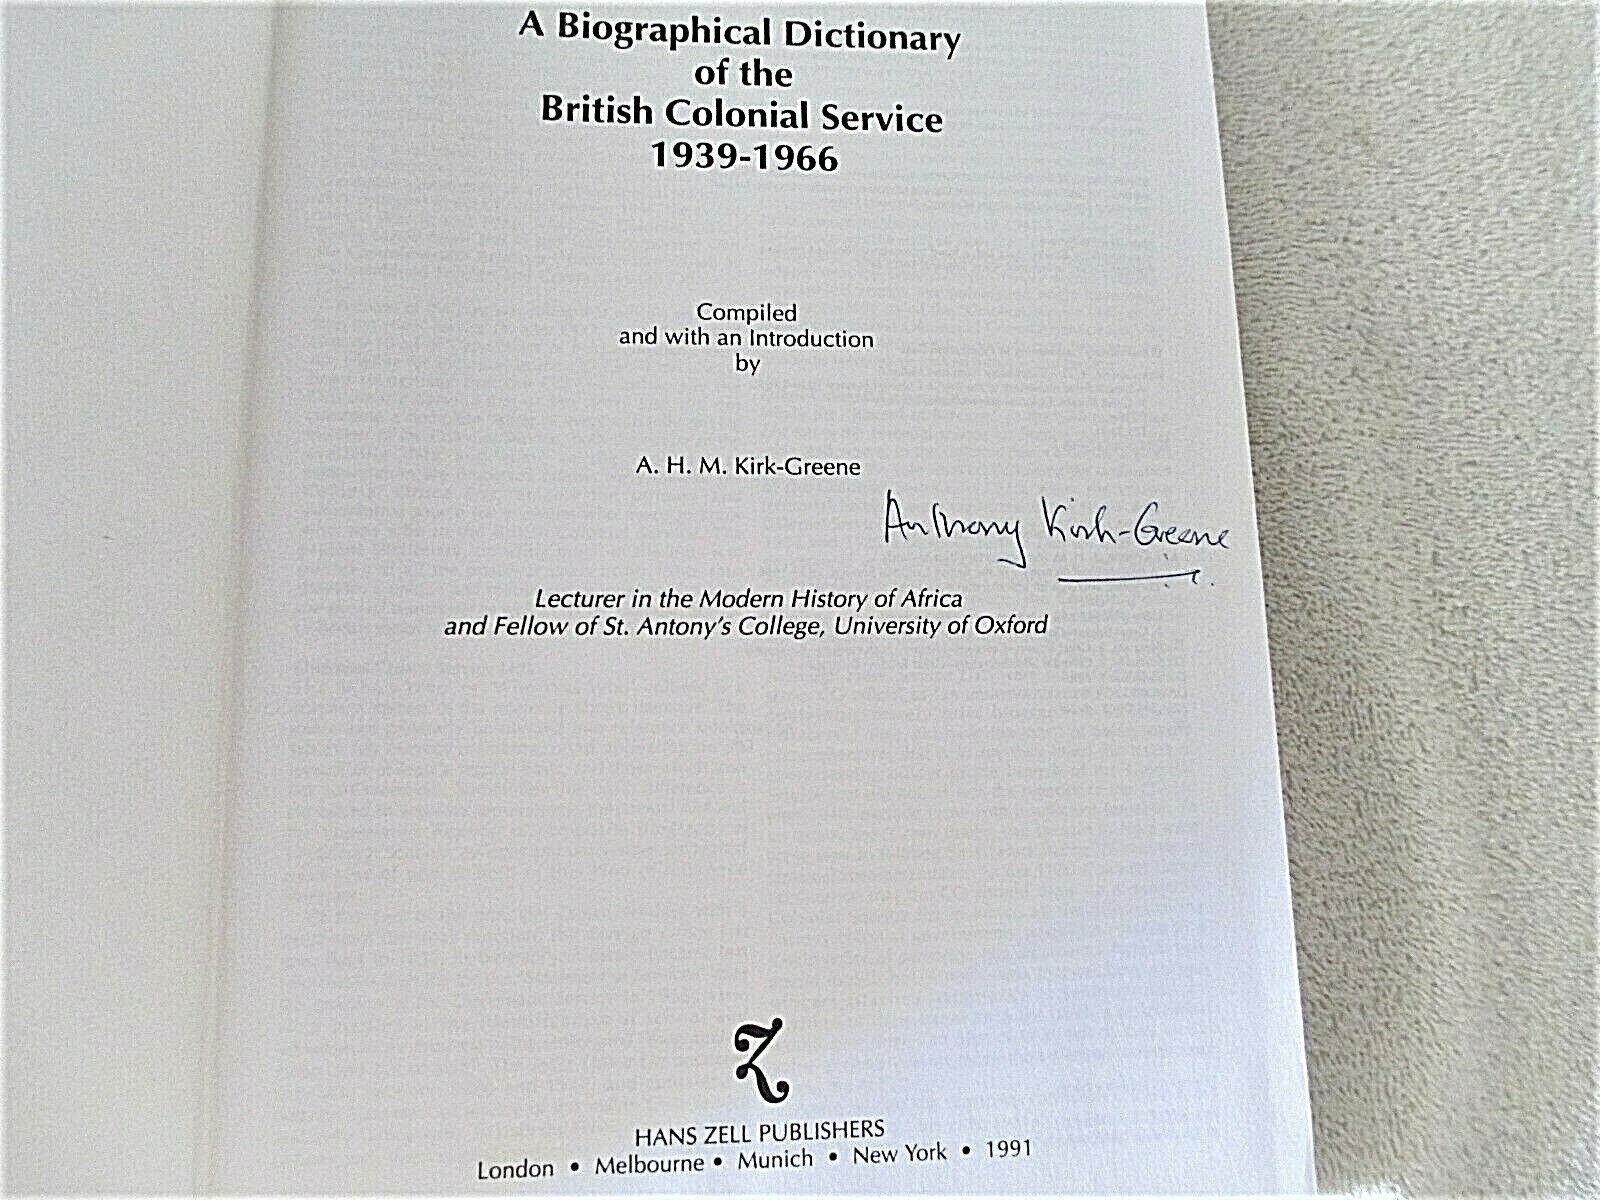 A Biographical Dictionary
of the
British Colonial Service
1939-1966
Compiled
and with an Introduction
by
A. H. M. Kirk-Greene
Anthony Kirk-Greene
Lecturer in the Modern History of Africa
and Fellow of St. Antony's College, University of Oxford
HANS ZELL PUBLISHERS
London • Melbourne • Munich • New York • 1991